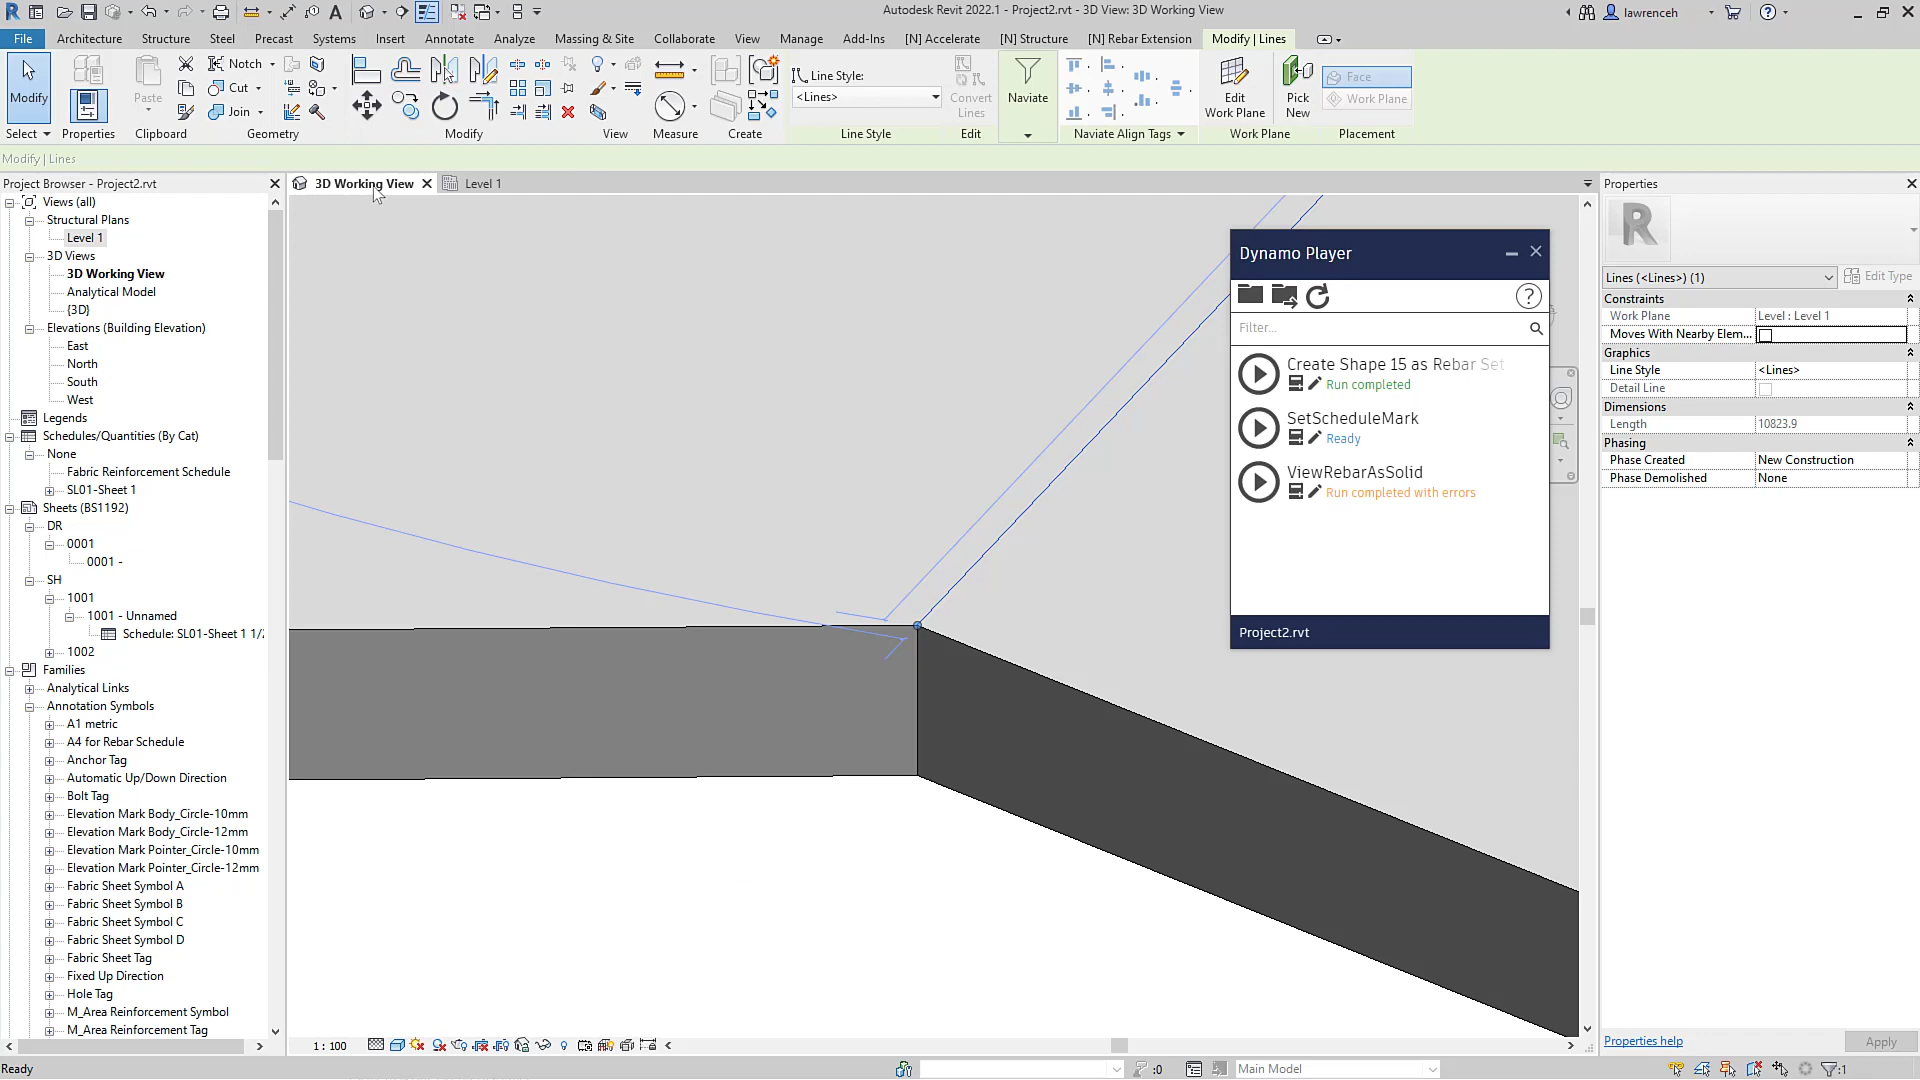 Autodesk Revit 2022.1 - Project2.rvt - 3D View: 3D Working View
lawrenceh
File Architecture Structure Steel Precast Systems Insert Annotate Analyze Massing & Site Collaborate View Manage Add-Ins [N] Accelerate [N] Structure [N] Rebar Extension Modify | Lines
Modify
Paste
Notch
Cut
Join
Line Style:
<Lines>
Convert Lines
Naviate
Edit Work Plane
Pick New
Face
Work Plane
Select Properties Clipboard Geometry Modify View Measure Create Line Style Edit Naviate Align Tags Work Plane Placement
Modify | Lines
Project Browser - Project2.rvt
Views (all)
Structural Plans
Level 1
3D Views
3D Working View
Analytical Model
{3D}
Elevations (Building Elevation)
East
North
South
West
Legends
Schedules/Quantities (By Cat)
None
Fabric Reinforcement Schedule
SL01-Sheet 1
Sheets (BS1192)
DR
0001
0001 -
SH
1001
1001 - Unnamed
Schedule: SL01-Sheet 1 1/
1002
Families
Analytical Links
Annotation Symbols
A1 metric
A4 for Rebar Schedule
Anchor Tag
Automatic Up/Down Direction
Bolt Tag
Elevation Mark Body_Circle-10mm
Elevation Mark Body_Circle-12mm
Elevation Mark Pointer_Circle-10mm
Elevation Mark Pointer_Circle-12mm
Fabric Sheet Symbol A
Fabric Sheet Symbol B
Fabric Sheet Symbol C
Fabric Sheet Symbol D
Fabric Sheet Tag
Fixed Up Direction
Hole Tag
M_Area Reinforcement Symbol
M_Area Reinforcement Tag
3D Working View
Level 1
Dynamo Player
Filter...
Create Shape 15 as Rebar Set
Run completed
SetScheduleMark
Ready
ViewRebarAsSolid
Run completed with errors
Project2.rvt
Properties
R
Lines (<Lines>) (1)
Edit Type
Constraints
Work Plane Level : Level 1
Moves With Nearby Elem...
Graphics
Line Style <Lines>
Detail Line
Dimensions
Length 10823.9
Phasing
Phase Created New Construction
Phase Demolished None
Properties help
Apply
1 : 100
Ready
:0
Main Model
:1